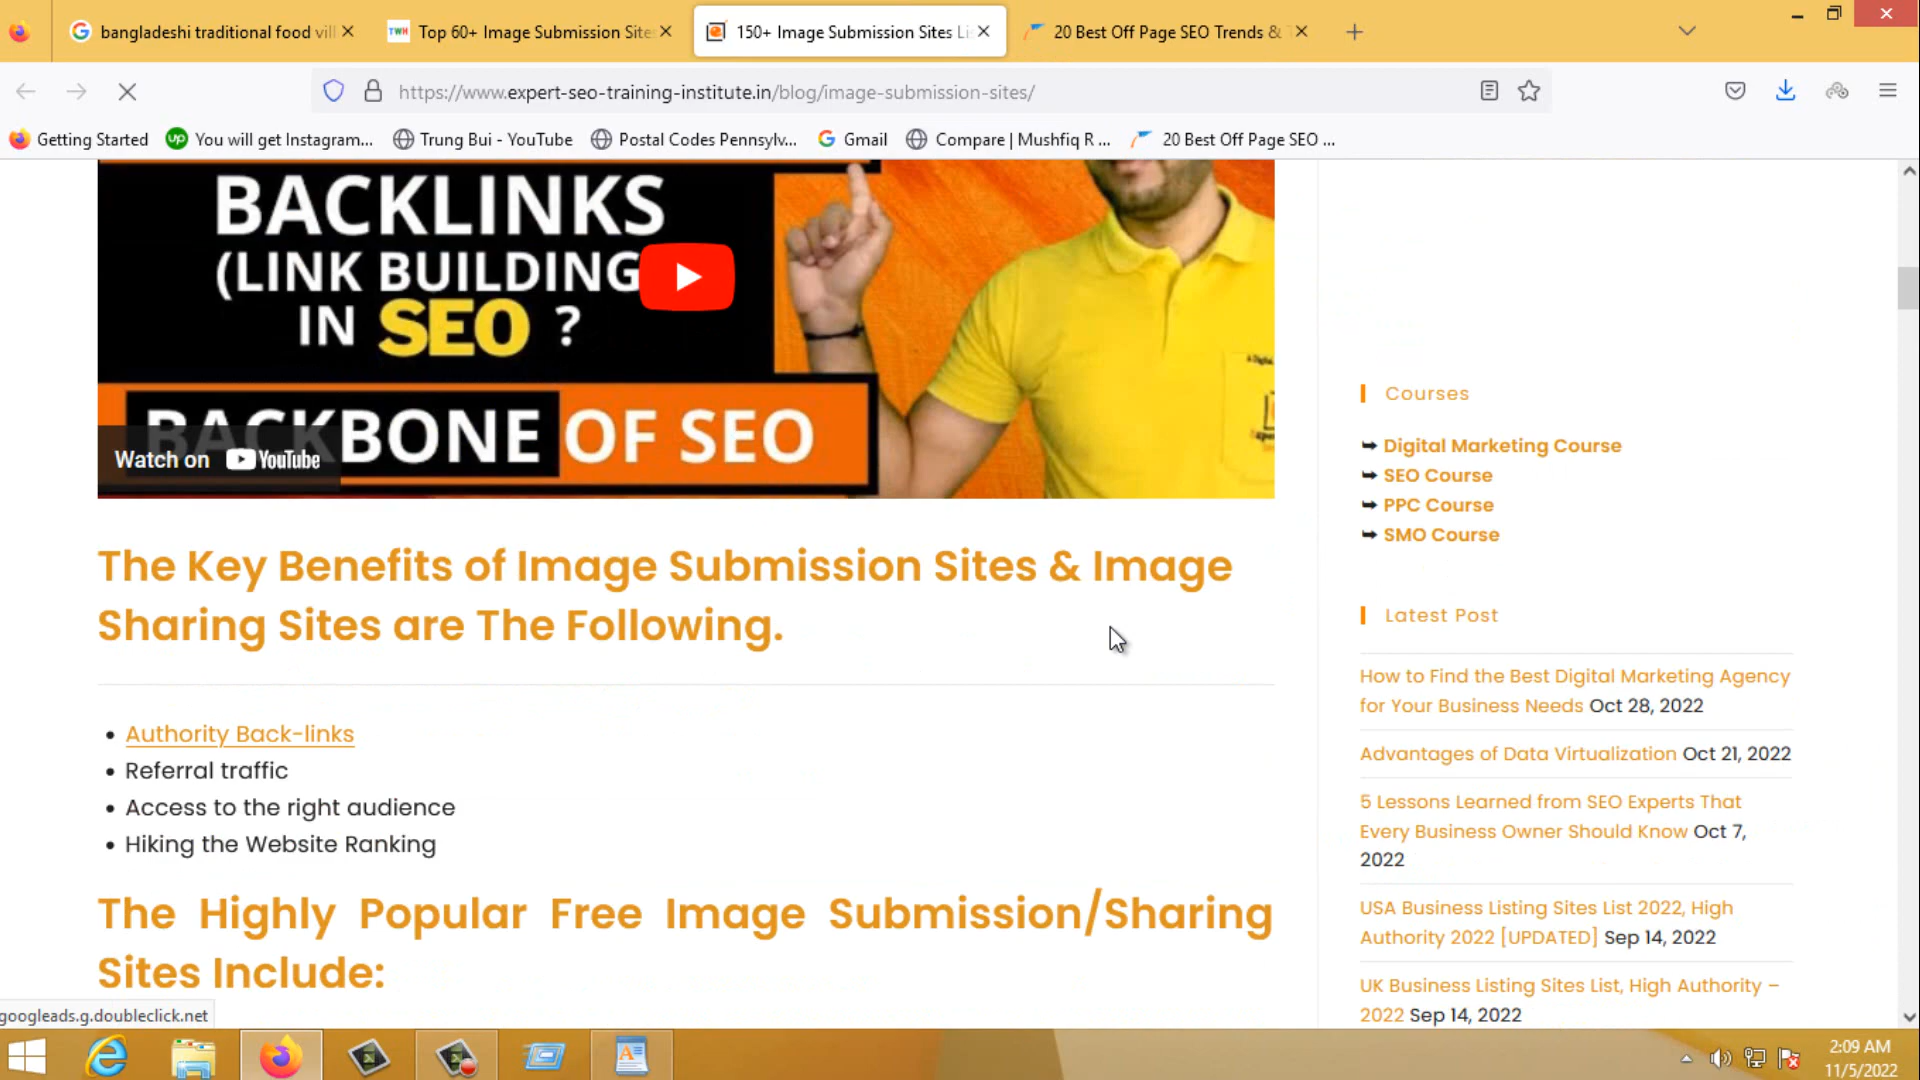 bangladeshi traditional food vill
Top 60+ Image Submission Site
150+ Image Submission Sites Li
20 Best Off Page SEO Trends & T
https://www.expert-seo-training-institute.in/blog/image-submission-sites/
Getting Started
You will get Instagram...
Trung Bui - YouTube
Postal Codes Pennsylv...
Gmail
Compare | Mushfiq R ...
20 Best Off Page SEO ...
BACKLINKS
(LINK BUILDING
IN SEO ?
BACKBONE OF SEO
Watch on YouTube
The Key Benefits of Image Submission Sites & Image
Sharing Sites are The Following.
• Authority Back-links
• Referral traffic
• Access to the right audience
• Hiking the Website Ranking
The Highly Popular Free Image Submission/Sharing
Sites Include:
Courses
Digital Marketing Course
SEO Course
PPC Course
SMO Course
Latest Post
How to Find the Best Digital Marketing Agency
for Your Business Needs Oct 28, 2022
Advantages of Data Virtualization Oct 21, 2022
5 Lessons Learned from SEO Experts That
Every Business Owner Should Know Oct 7,
2022
USA Business Listing Sites List 2022, High
Authority 2022 [UPDATED] Sep 14, 2022
UK Business Listing Sites List, High Authority –
2022 Sep 14, 2022
googleads.g.doubleclick.net
2:09 AM
11/5/2022